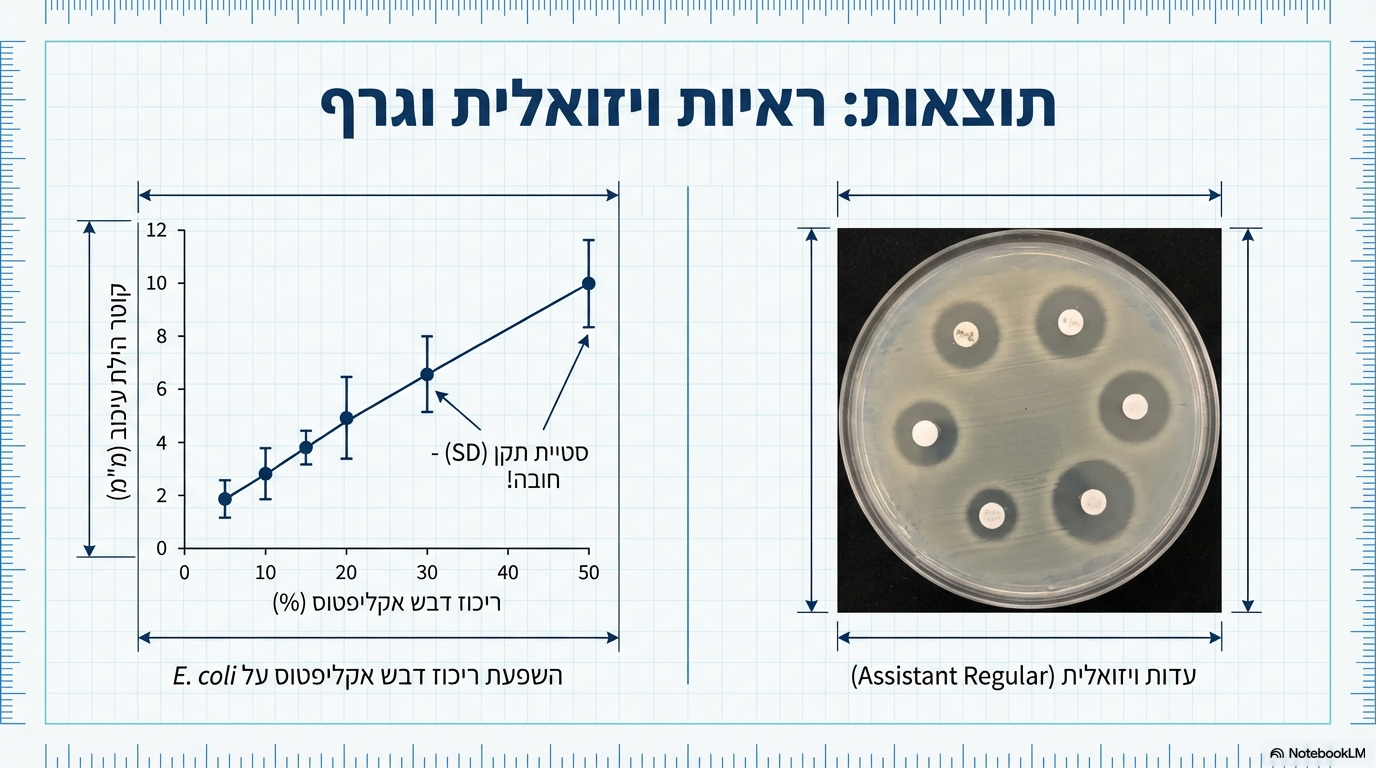 תוצאות: ראיות ויזואלית וגרף
קוטר הילת עיכוב (מ"מ)
12
10
8
6
4
2
0
0 10 20 30 40 50
סטיית תקן (SD) -
חובה!
ריכוז דבש אקליפטוס (%)
השפעת ריכוז דבש אקליפטוס על E. coli
עדות ויזואלית (Assistant Regular)
NotebookLM